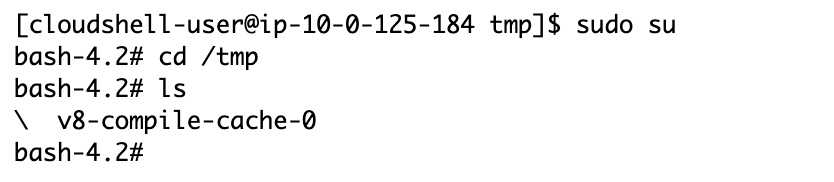 [cloudshell-user@ip-10-0-125-184 tmp]$ sudo su
bash-4.2# cd /tmp
bash-4.2# ls
\  v8-compile-cache-0
bash-4.2#